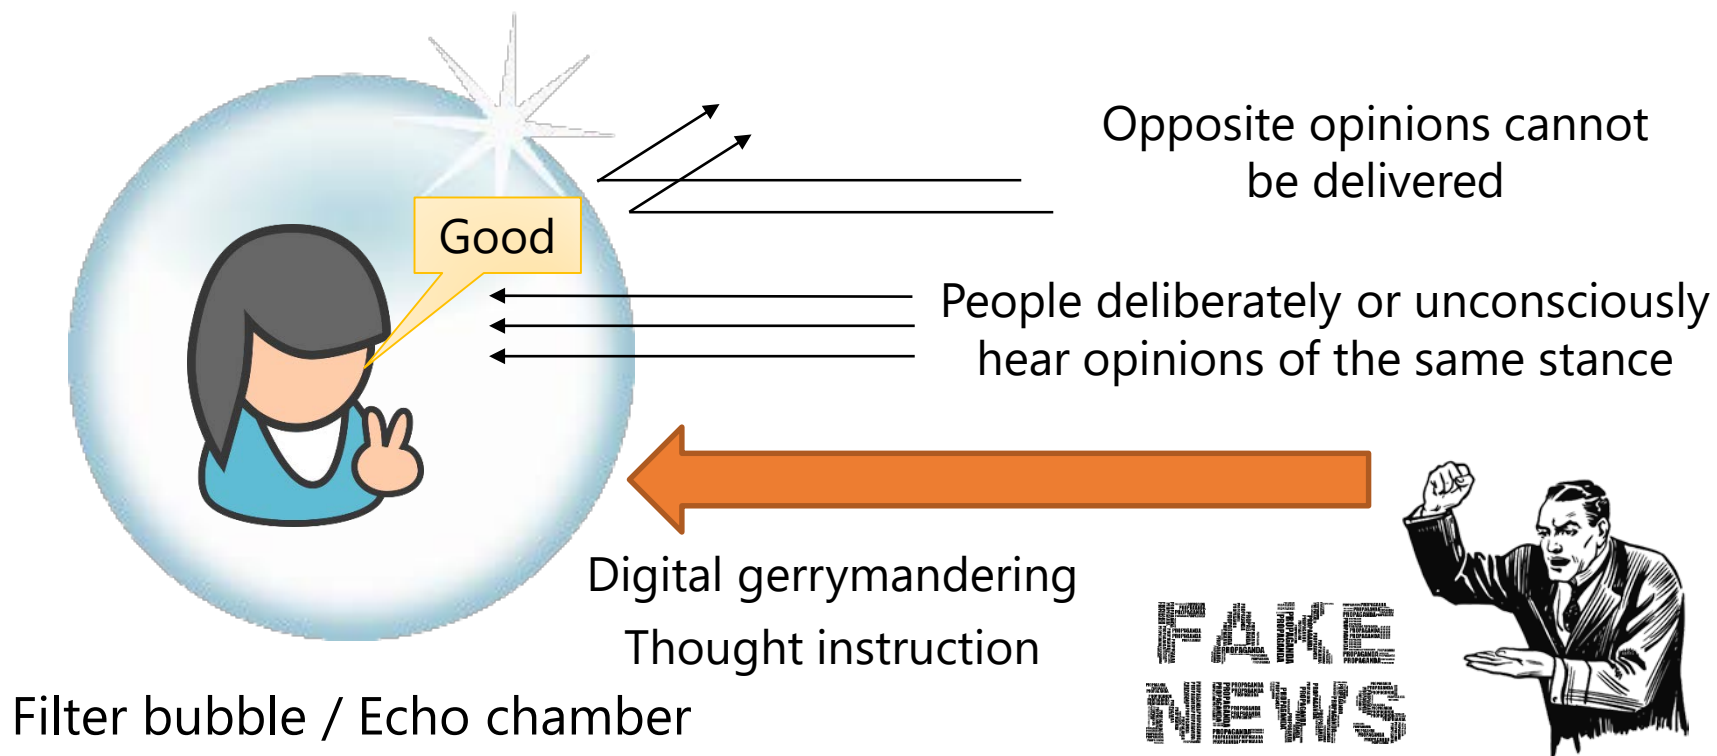 Opposite opinions cannot
be delivered
Good
People deliberately or unconsciously
hear opinions of the same stance
Digital gerrymandering
Thought instruction
FAKE
NEWS
Filter bubble / Echo chamber